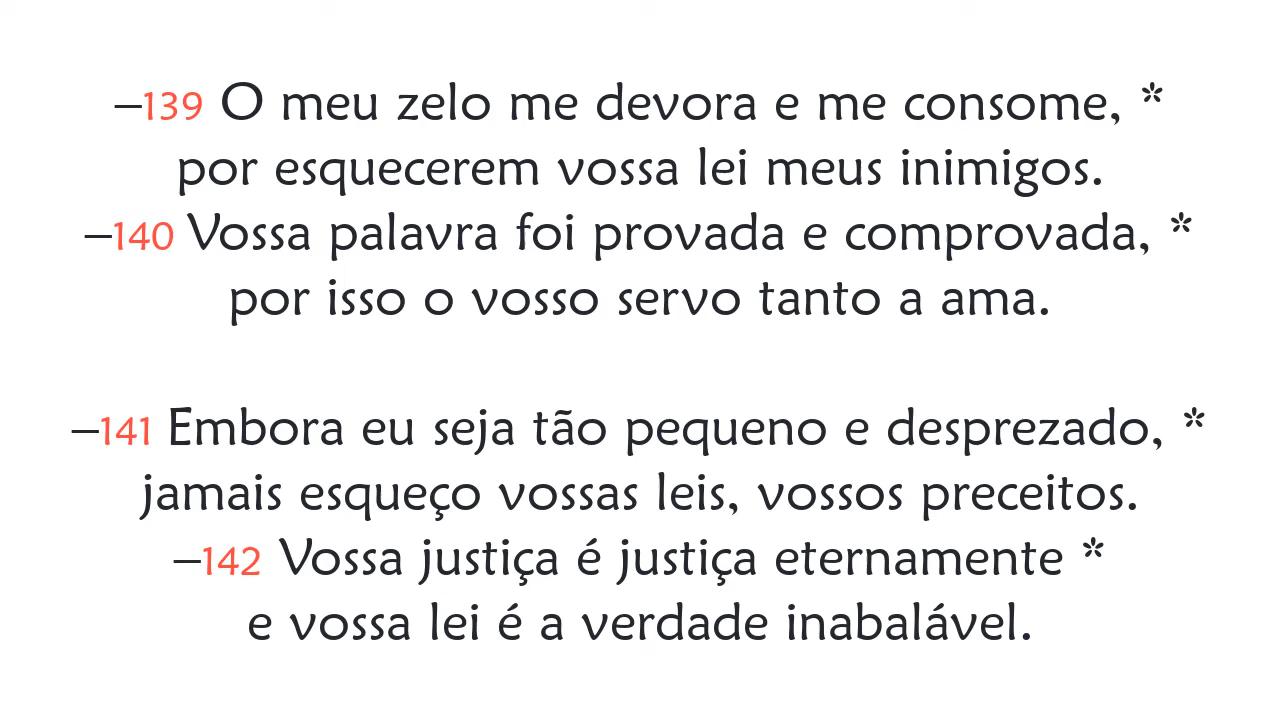 –139 O meu zelo me devora e me consome, *
por esquecerem vossa lei meus inimigos.
–140 Vossa palavra foi provada e comprovada, *
por isso o vosso servo tanto a ama.
–141 Embora eu seja tão pequeno e desprezado, *
jamais esqueço vossas leis, vossos preceitos.
–142 Vossa justiça é justiça eternamente *
e vossa lei é a verdade inabalável.